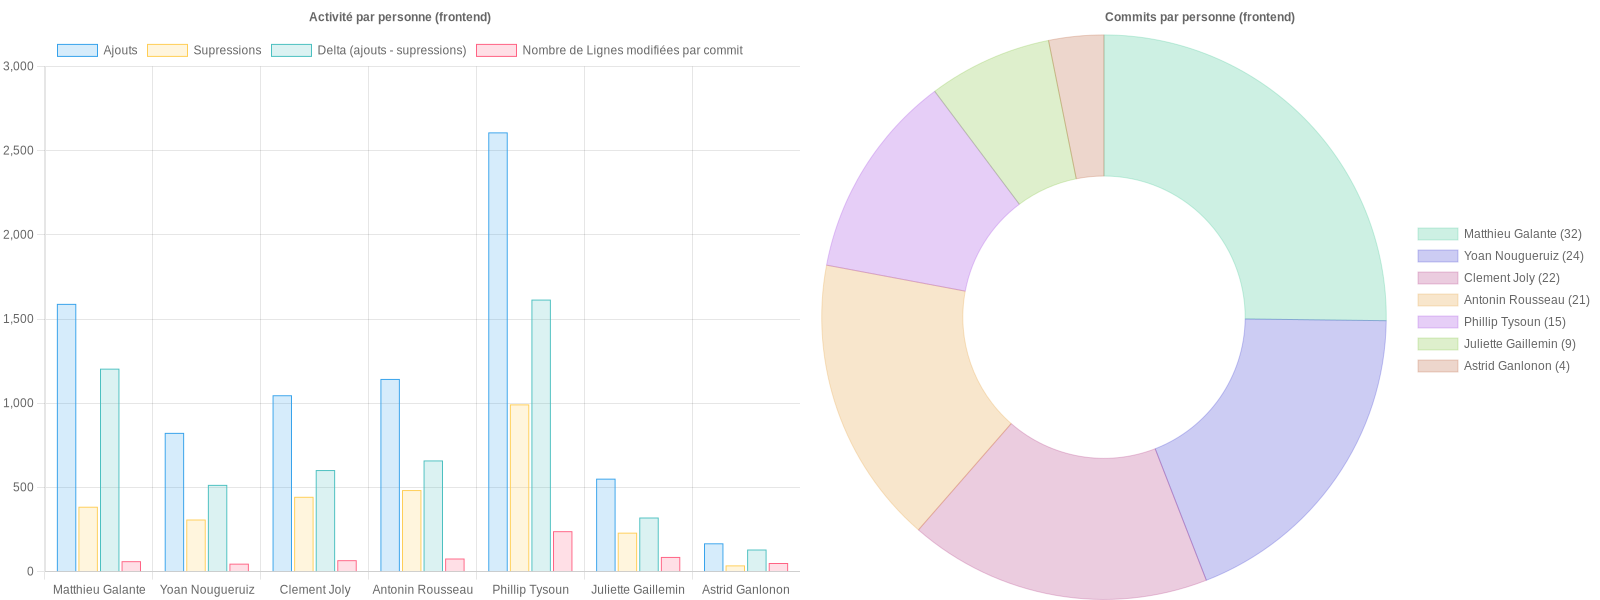 Activité par personne (frontend)
Ajouts Supressions Delta (ajouts - supressions) Nombre de Lignes modifiées par commit
3,000
2,500
2,000
1,500
1,000
500
0
Matthieu Galante Yoan Nougueruiz Clement Joly Antonin Rousseau Phillip Tysoun Juliette Gaillemin Astrid Ganlonon
Commits par personne (frontend)
Matthieu Galante (32)
Yoan Nougueruiz (24)
Clement Joly (22)
Antonin Rousseau (21)
Phillip Tysoun (15)
Juliette Gaillemin (9)
Astrid Ganlonon (4)